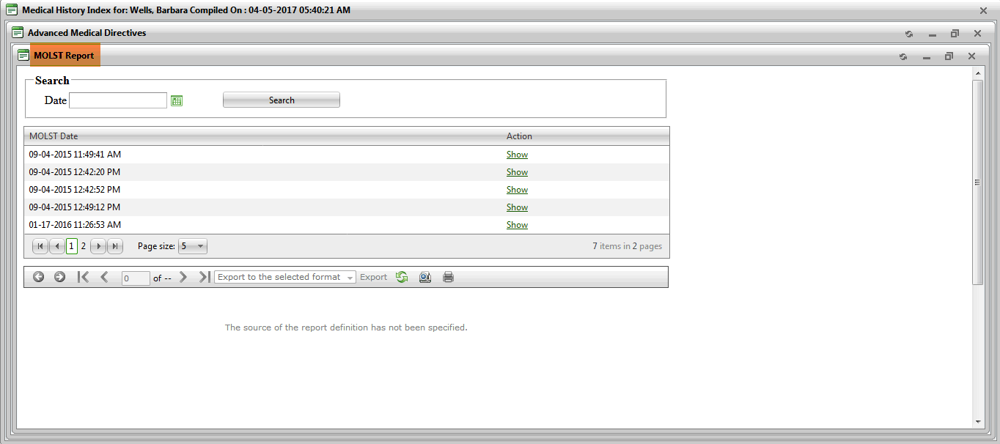 Medical History Index for: Wells, Barbara Compiled On : 04-05-2017 05:40:21 AM
Advanced Medical Directives
MOLST Report
Search
Date Search
MOLST Date Action
09-04-2015 11:49:41 AM Show
09-04-2015 12:42:20 PM Show
09-04-2015 12:42:52 PM Show
09-04-2015 12:49:12 PM Show
01-17-2016 11:26:53 AM Show
1 2 Page size: 5 7 items in 2 pages
0 of -- Export to the selected format Export
The source of the report definition has not been specified.